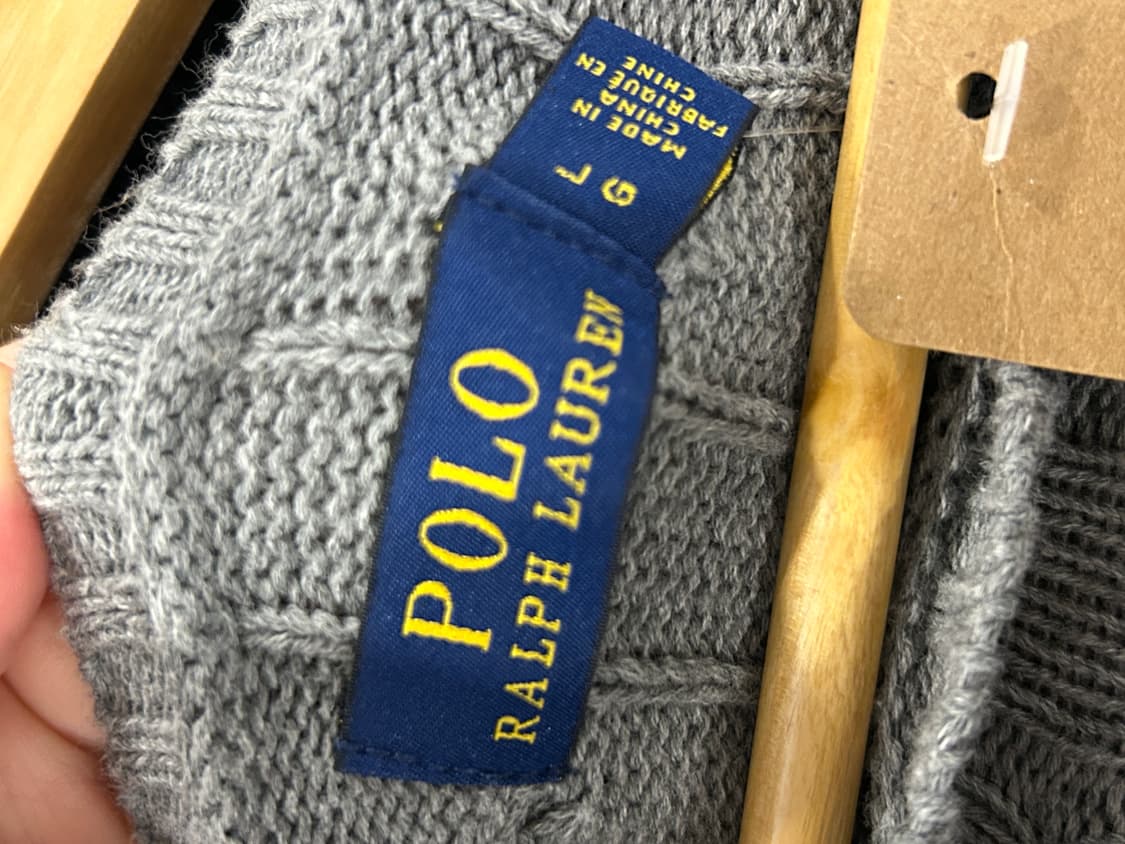 POLO
RALPH LAUREN
L G
MADE IN
CHINA
FABRIQUÉ EN
CHINE